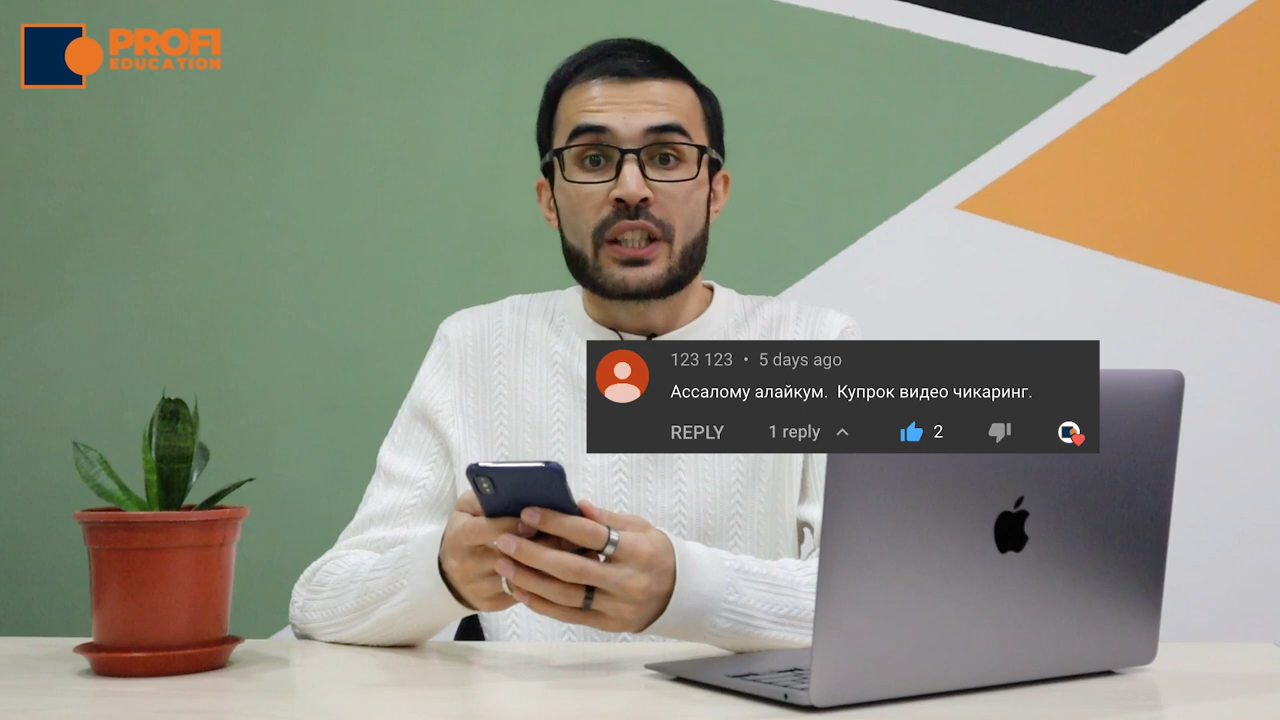 PROFI
EDUCATION
123 123 • 5 days ago
Ассалому алайкум. Купрок видео чикаринг.
REPLY 1 reply 2